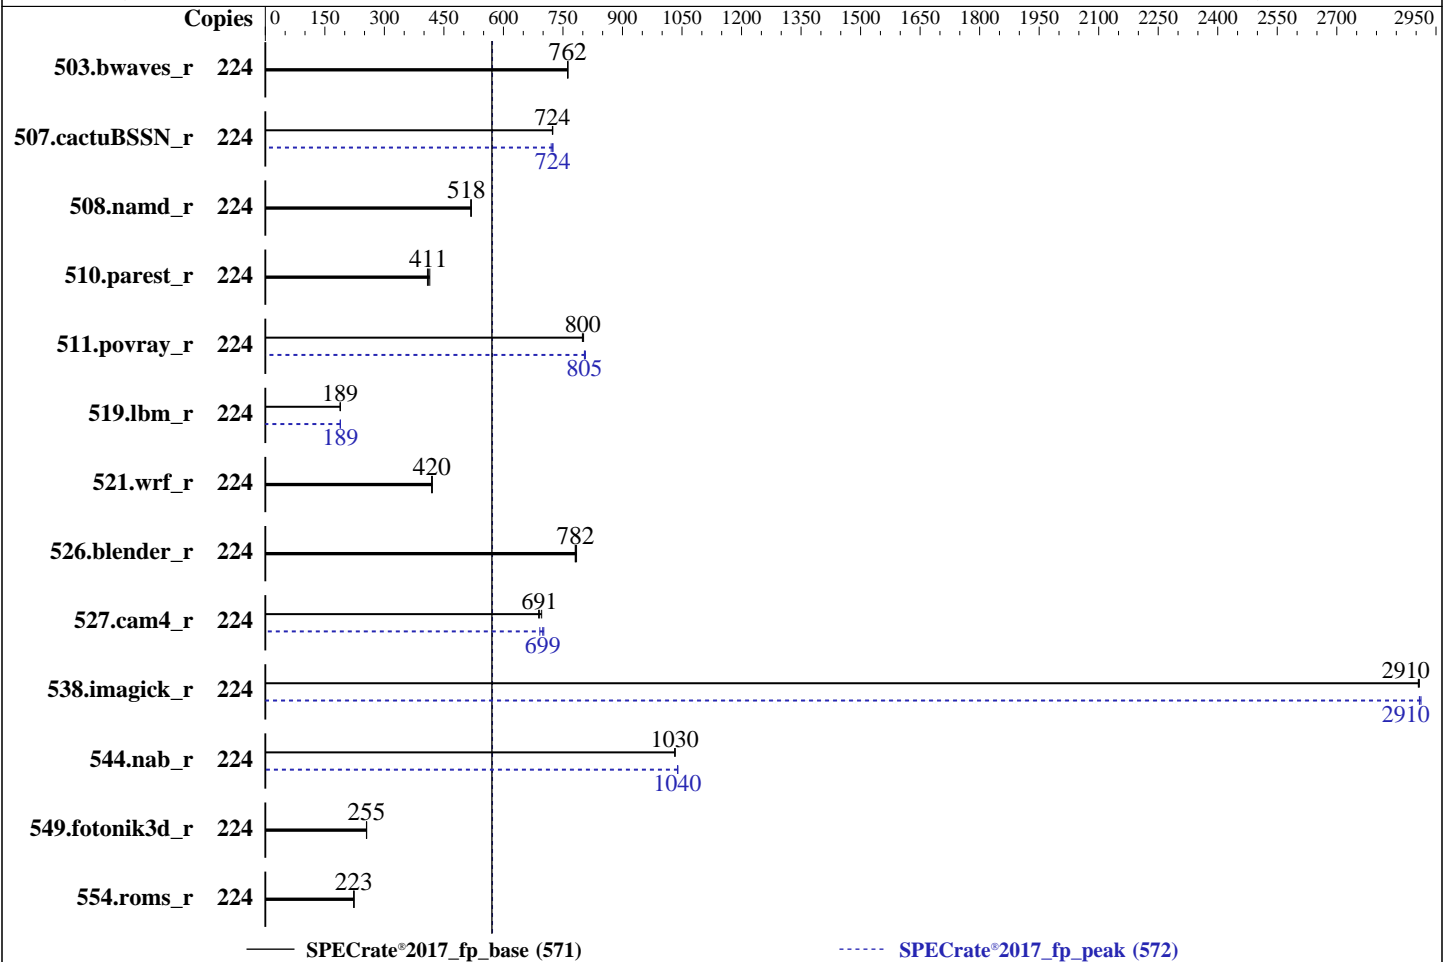 Copies 0 150 300 450 600 750 900 1050 1200 1350 1500 1650 1800 1950 2100 2250 2400 2550 2700 2950
762
503.bwaves_r 224
724
507.cactuBSSN_r 224
724
518
508.namd_r 224
411
510.parest_r 224
800
511.povray_r 224
805
189
519.lbm_r 224
189
420
521.wrf_r 224
782
526.blender_r 224
691
527.cam4_r 224
699
2910
538.imagick_r 224
2910
1030
544.nab_r 224
1040
255
549.fotonik3d_r 224
223
554.roms_r 224
SPECrate®2017_fp_base (571) SPECrate®2017_fp_peak (572)